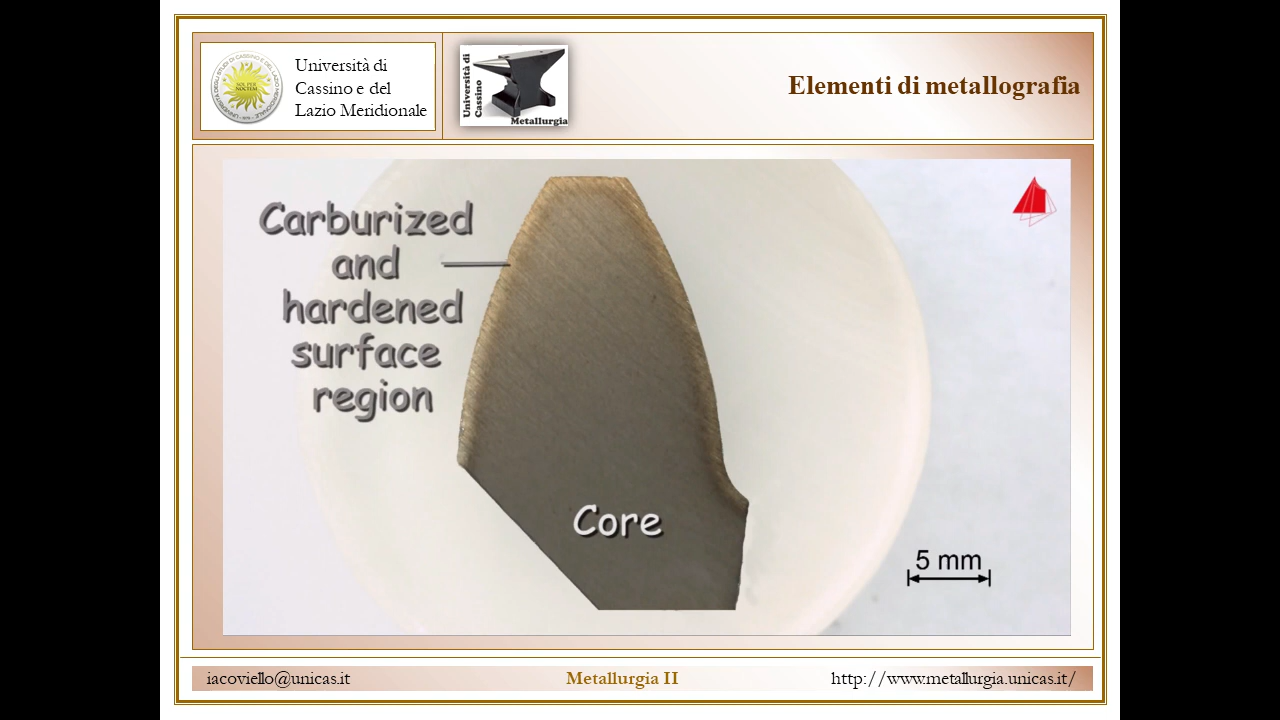 Università di
Cassino e del
Lazio Meridionale
Università di
Cassino
Metallurgia
Elementi di metallografia
Carburized
and
hardened
surface
region
Core
5 mm
iacoviello@unicas.it
Metallurgia II
http://www.metallurgia.unicas.it/